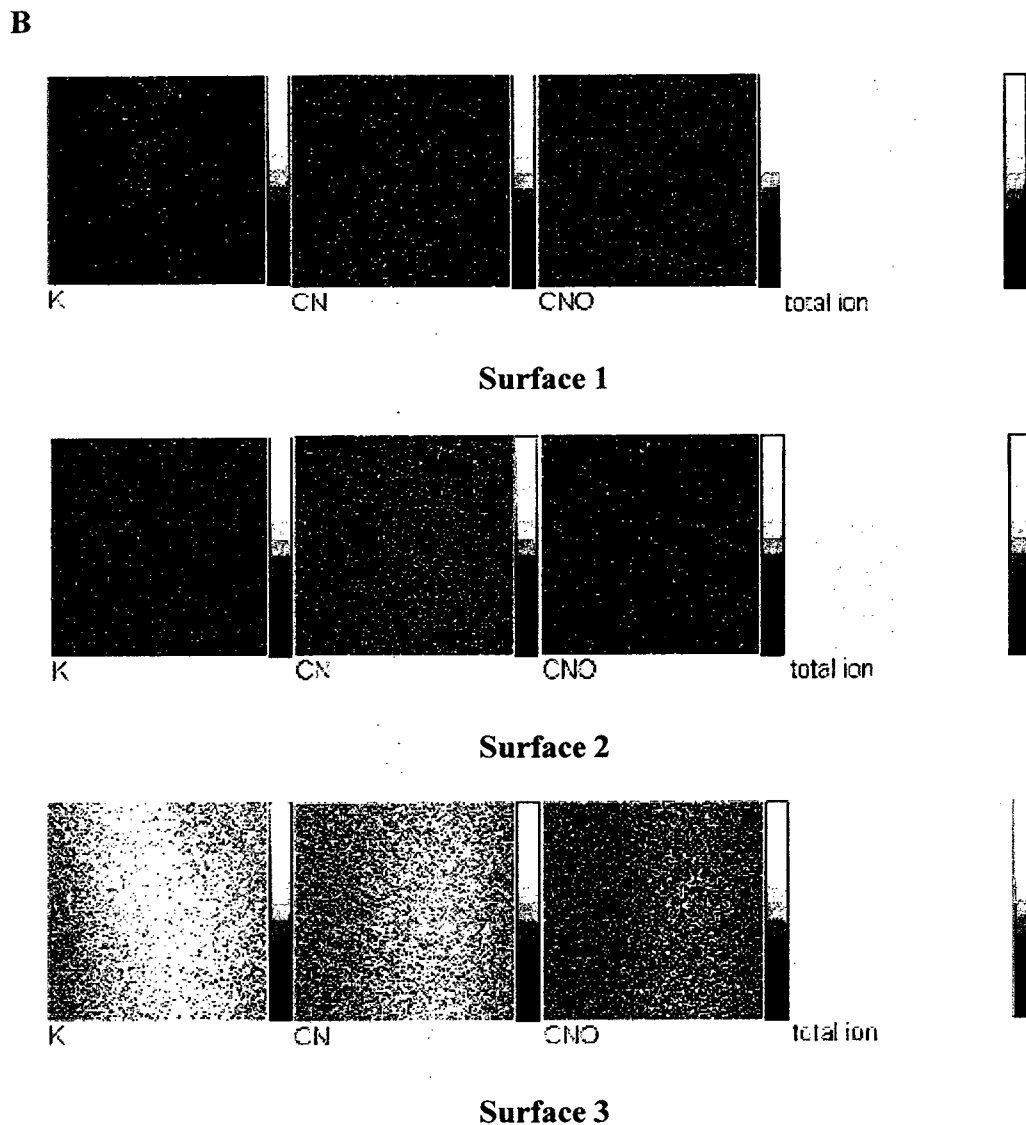 B
K CN CNO total ion
Surface 1
K CN CNO total ion
Surface 2
K CN CNO total ion
Surface 3